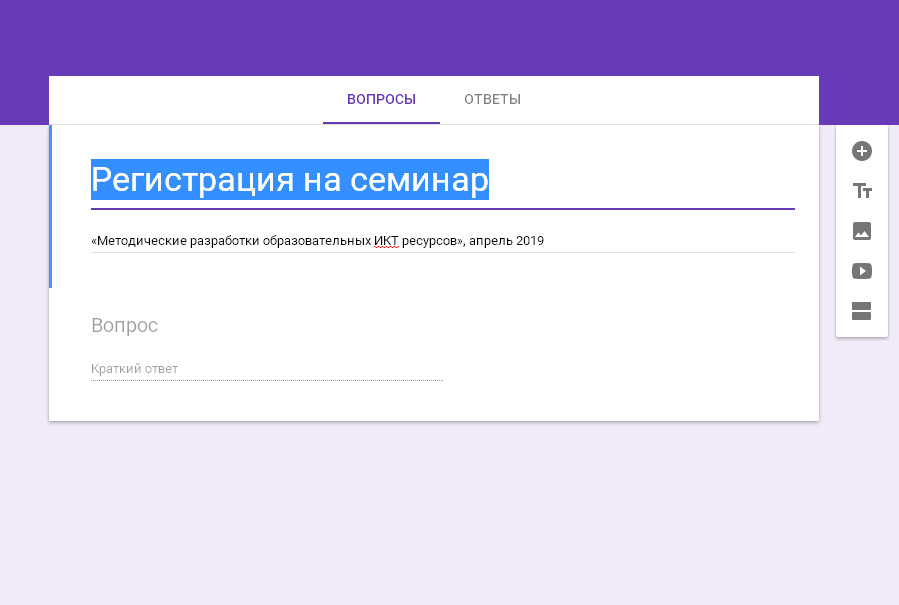 ВОПРОСЫ ОТВЕТЫ
Регистрация на семинар
«Методические разработки образовательных ИКТ ресурсов», апрель 2019
Вопрос
Краткий ответ